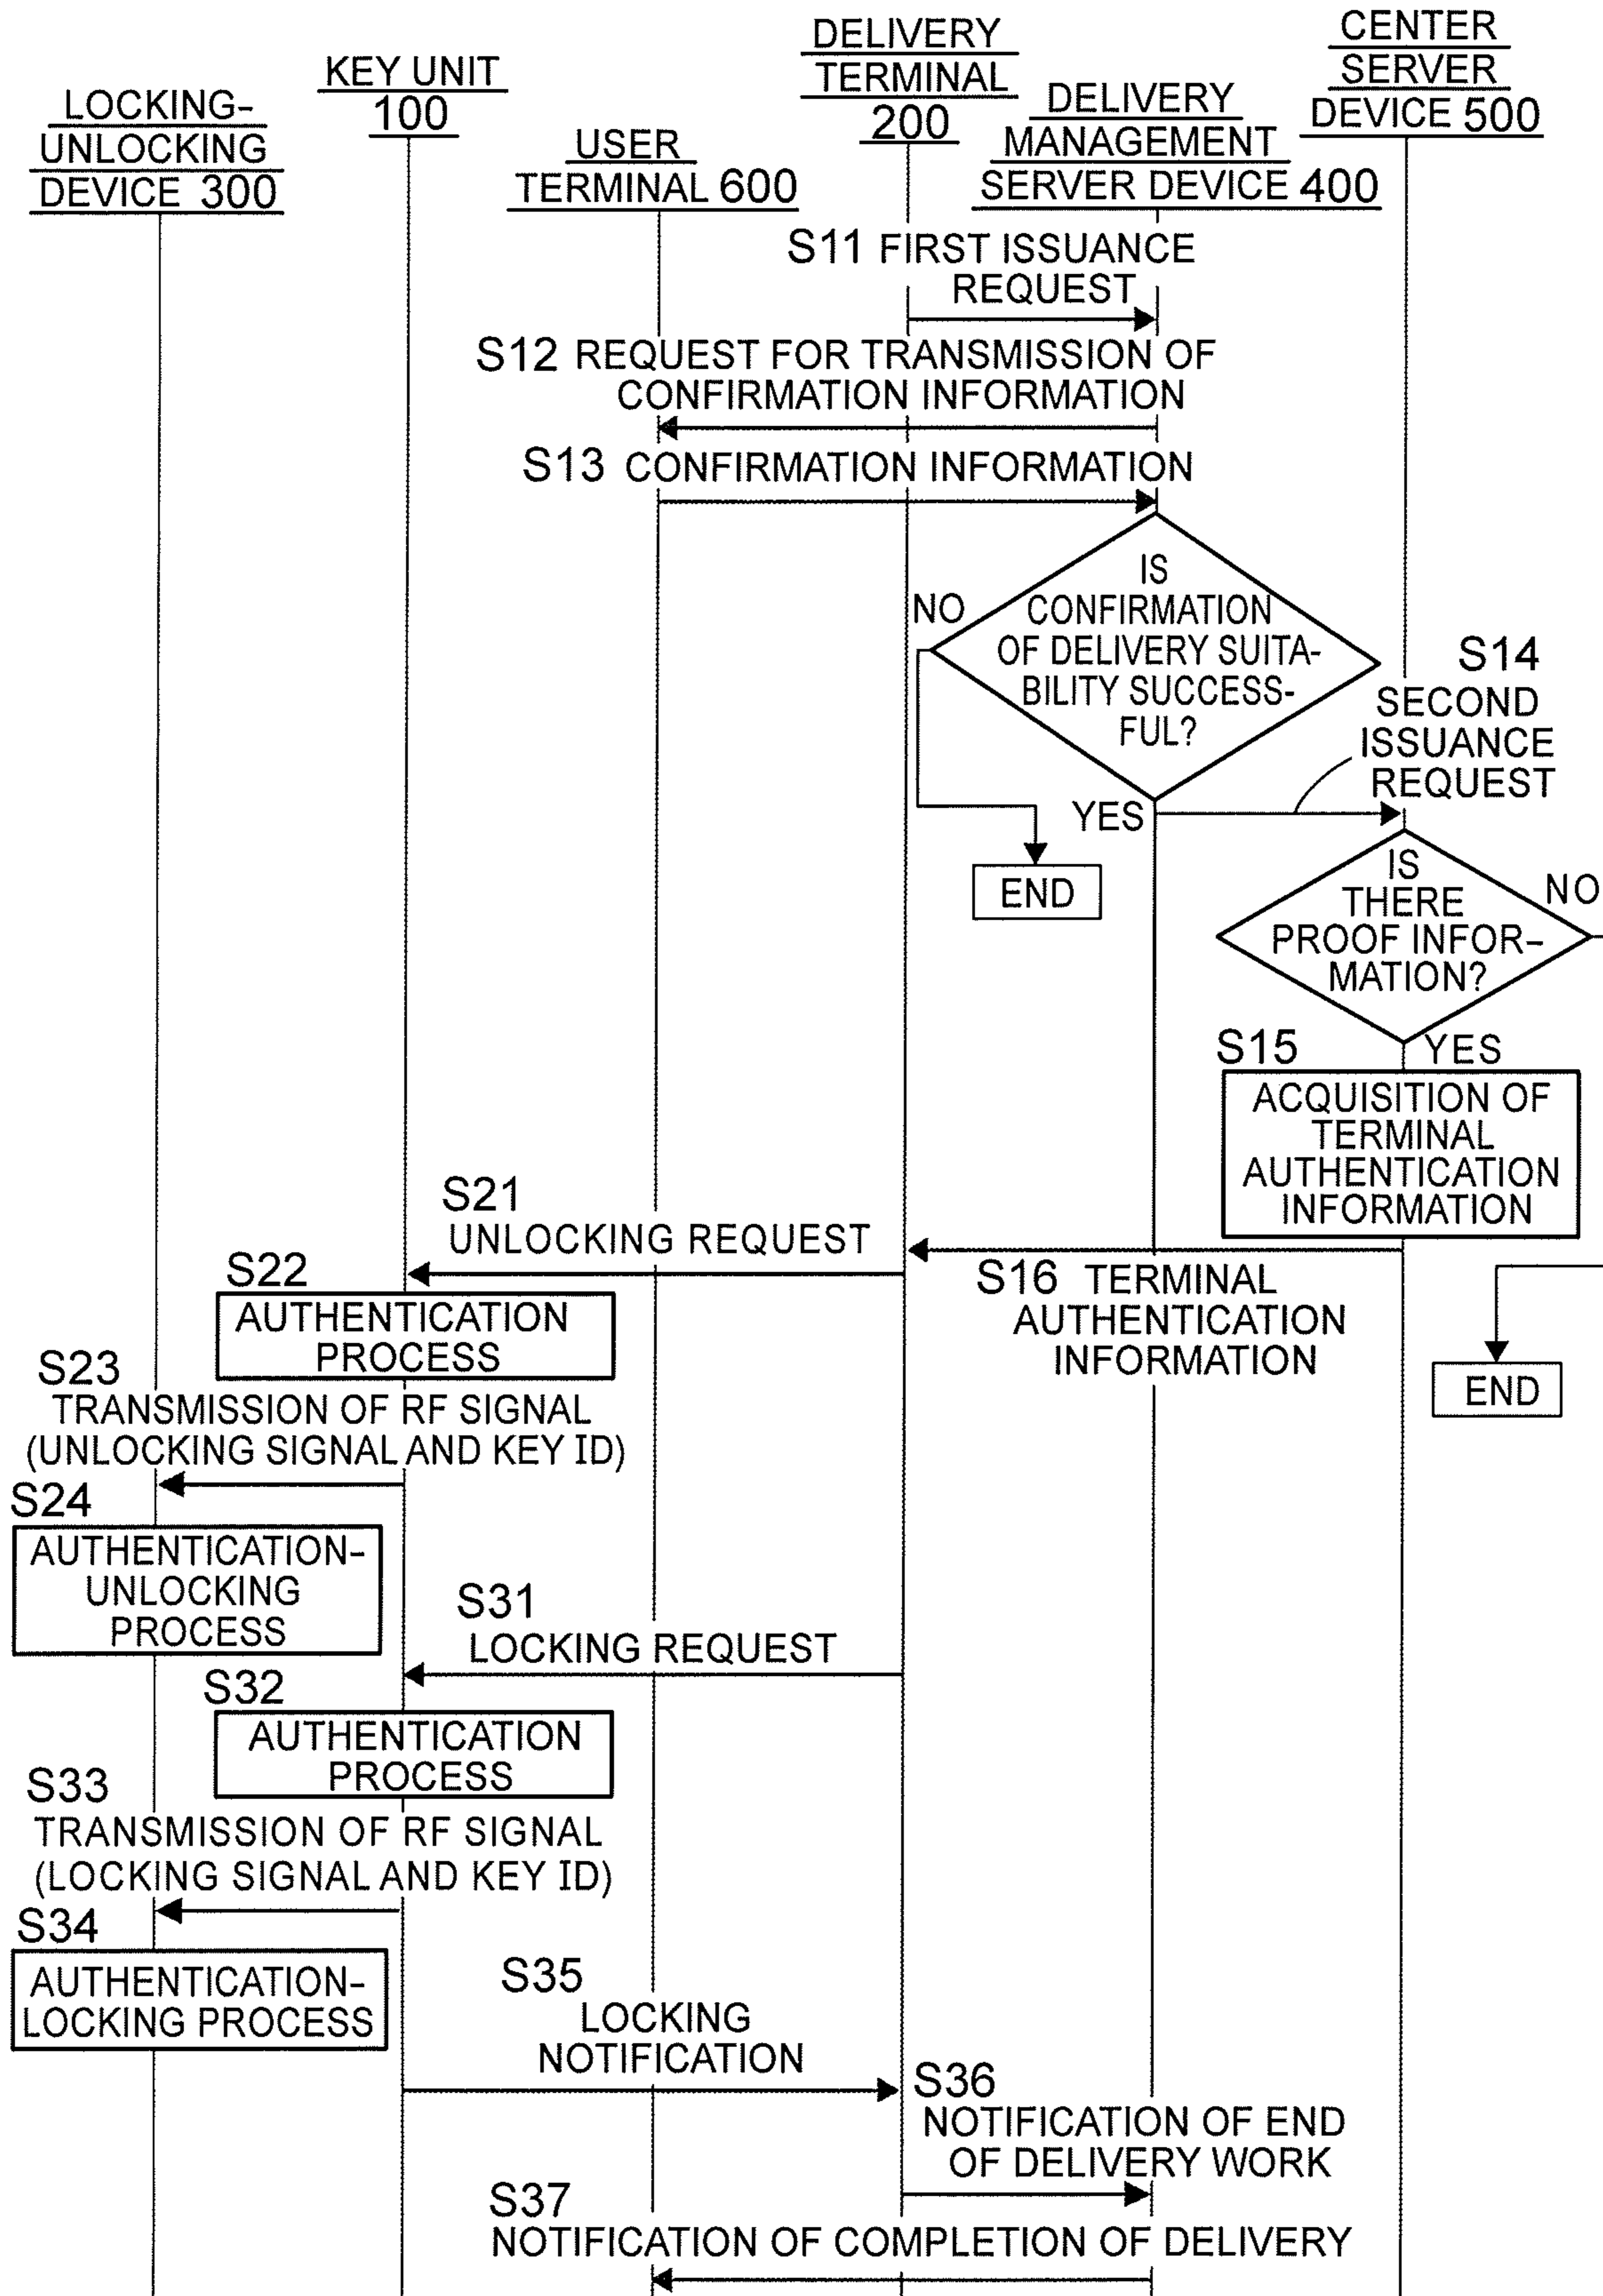 LOCKING-
UNLOCKING
DEVICE 300
KEY UNIT
100
USER
TERMINAL 600
DELIVERY
TERMINAL
200
DELIVERY
MANAGEMENT
SERVER DEVICE 400
CENTER
SERVER
DEVICE 500
S11 FIRST ISSUANCE
REQUEST
S12 REQUEST FOR TRANSMISSION OF
CONFIRMATION INFORMATION
S13 CONFIRMATION INFORMATION
IS
CONFIRMATION
OF DELIVERY SUITA-
BILITY SUCCESS-
FUL?
NO
YES
END
S14
SECOND
ISSUANCE
REQUEST
IS
THERE
PROOF INFOR-
MATION?
NO
YES
S15
ACQUISITION OF
TERMINAL
AUTHENTICATION
INFORMATION
S16 TERMINAL
AUTHENTICATION
INFORMATION
END
S21
UNLOCKING REQUEST
S22
AUTHENTICATION
PROCESS
S23
TRANSMISSION OF RF SIGNAL
(UNLOCKING SIGNAL AND KEY ID)
S24
AUTHENTICATION-
UNLOCKING
PROCESS
S31
LOCKING REQUEST
S32
AUTHENTICATION
PROCESS
S33
TRANSMISSION OF RF SIGNAL
(LOCKING SIGNAL AND KEY ID)
S34
AUTHENTICATION-
LOCKING PROCESS
S35
LOCKING
NOTIFICATION
S36
NOTIFICATION OF END
OF DELIVERY WORK
S37
NOTIFICATION OF COMPLETION OF DELIVERY